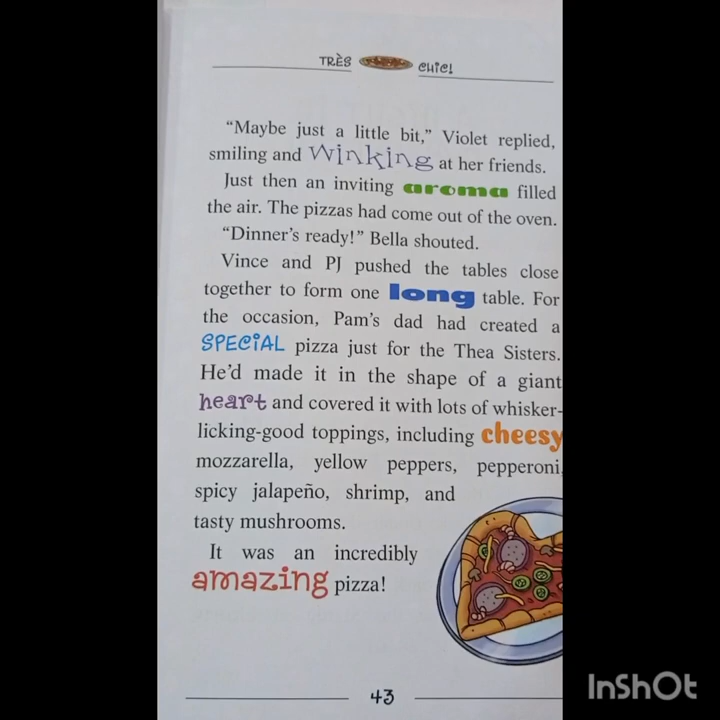 TRÈS CHIC!
“Maybe just a little bit,” Violet replied,
smiling and winking at her friends.
Just then an inviting aroma filled
the air. The pizzas had come out of the oven.
“Dinner’s ready!” Bella shouted.
Vince and PJ pushed the tables close
together to form one long table. For
the occasion, Pam’s dad had created a
SPECIAL pizza just for the Thea Sisters.
He’d made it in the shape of a giant
heart and covered it with lots of whisker-
licking-good toppings, including cheesy
mozzarella, yellow peppers, pepperoni,
spicy jalapeño, shrimp, and
tasty mushrooms.
It was an incredibly
amazing pizza!
43
InShOt